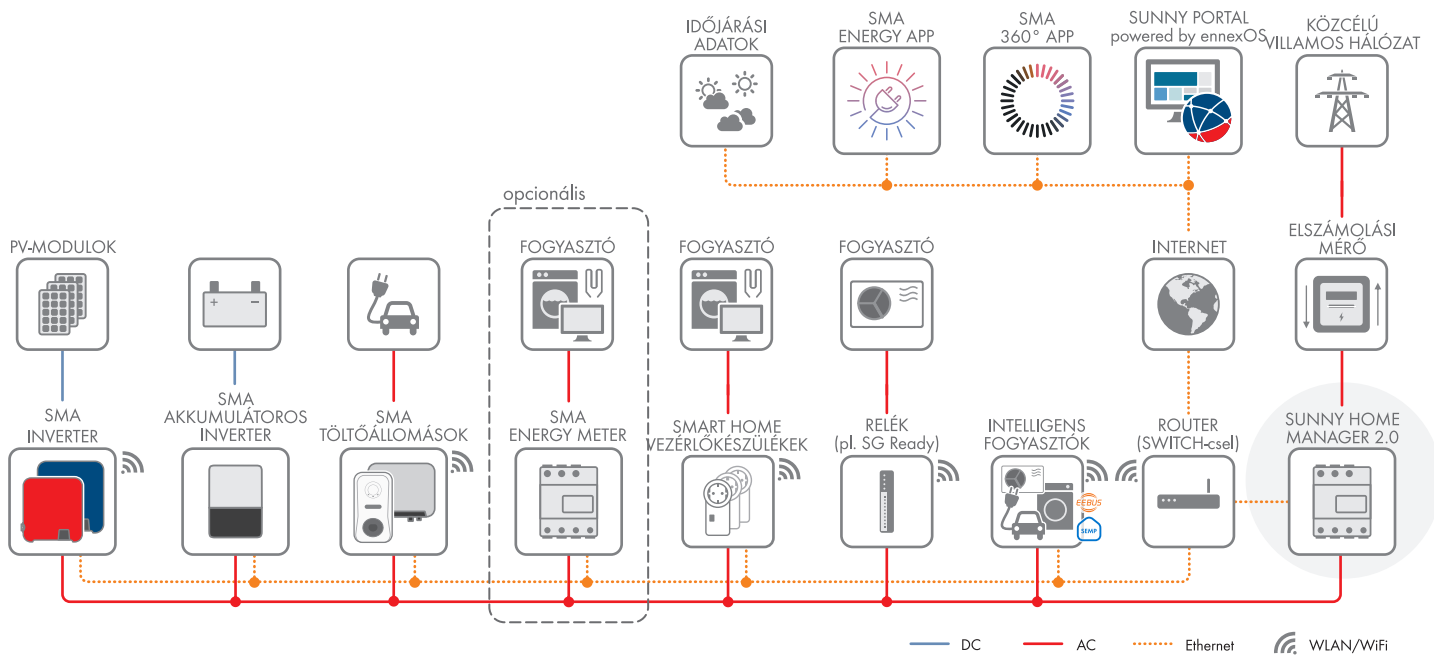 IDŐJÁRÁSI
ADATOK
SMA
ENERGY APP
SMA
360° APP
SUNNY PORTAL
powered by ennexOS
KÖZCÉLÚ
VILLAMOS HÁLÓZAT
opcionális
PV-MODULOK
FOGYASZTÓ
FOGYASZTÓ
FOGYASZTÓ
INTERNET
ELSZÁMOLÁSI
MÉRŐ
SMA
INVERTER
SMA
AKKUMULÁTOROS
INVERTER
SMA
TÖLTŐÁLLOMÁSOK
SMA
ENERGY METER
SMART HOME
VEZÉRLŐKÉSZÜLÉKEK
RELÉK
(pl. SG Ready)
INTELLIGENS
FOGYASZTÓK
ROUTER
(SWITCH-csel)
SUNNY HOME
MANAGER 2.0
EEBUS
SEMP
DC
AC
Ethernet
WLAN/WiFi